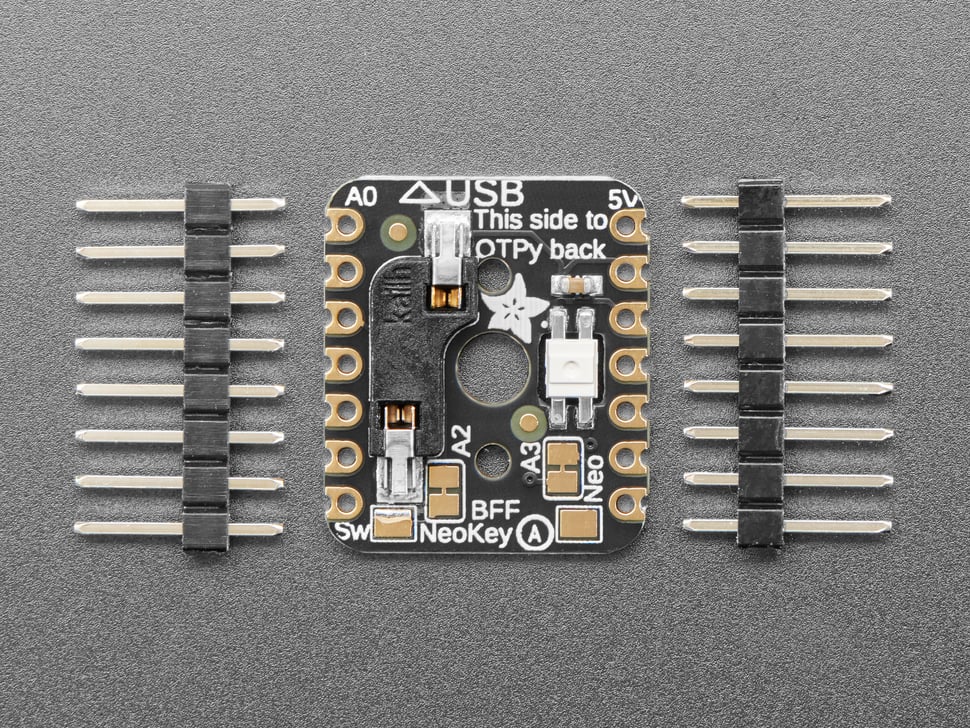 A0 USB 5V
This side to
QTPy back
kailh
A2
A3
Neo
BFF
Sw NeoKey A